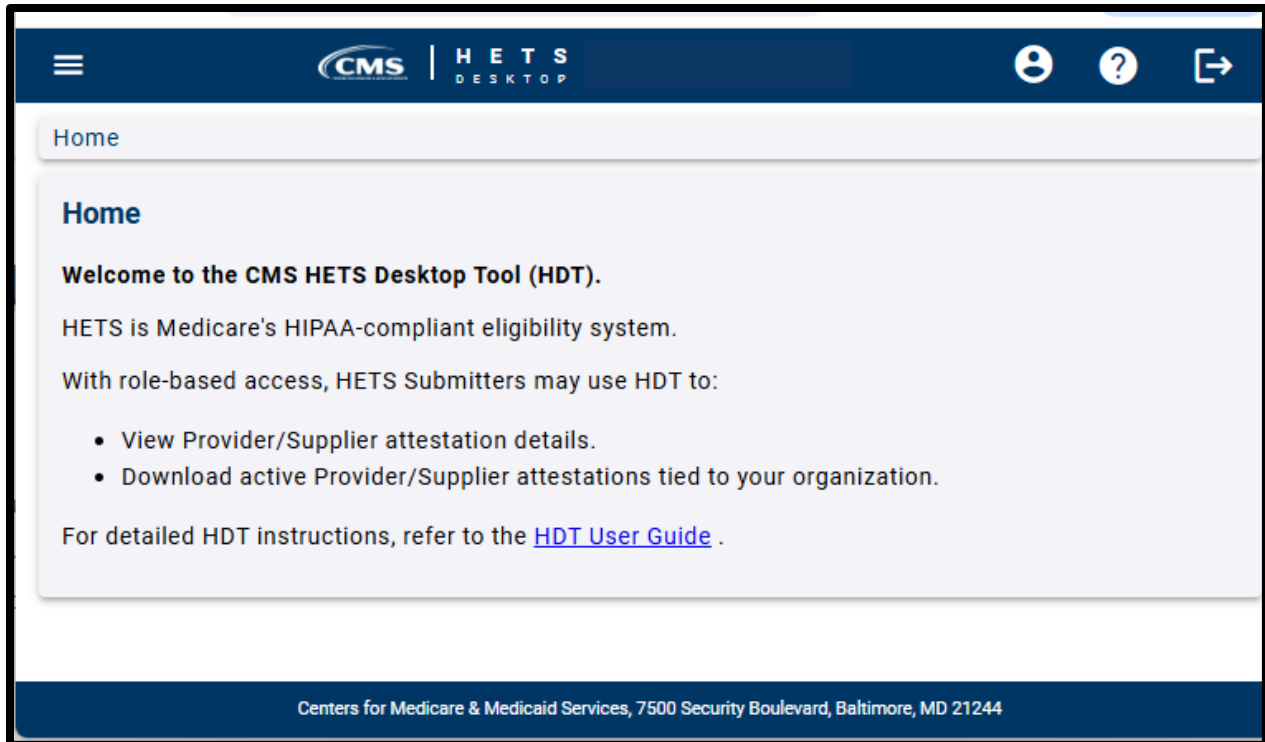 CMS
HETS
DESKTOP
Home
Home
Welcome to the CMS HETS Desktop Tool (HDT).
HETS is Medicare's HIPAA-compliant eligibility system.
With role-based access, HETS Submitters may use HDT to:
• View Provider/Supplier attestation details.
• Download active Provider/Supplier attestations tied to your organization.
For detailed HDT instructions, refer to the HDT User Guide .
Centers for Medicare & Medicaid Services, 7500 Security Boulevard, Baltimore, MD 21244